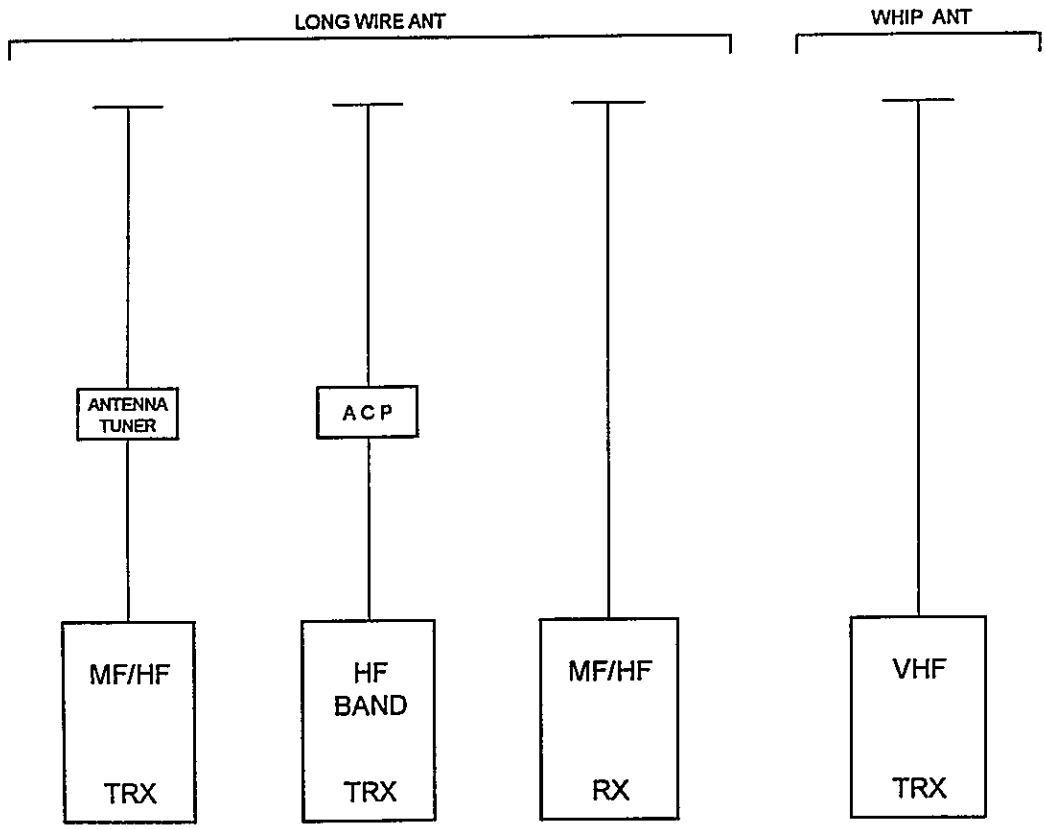 LONG WIRE ANT
WHIP ANT
ANTENNA
TUNER
A C P
MF/HF
TRX
HF
BAND
TRX
MF/HF
RX
VHF
TRX